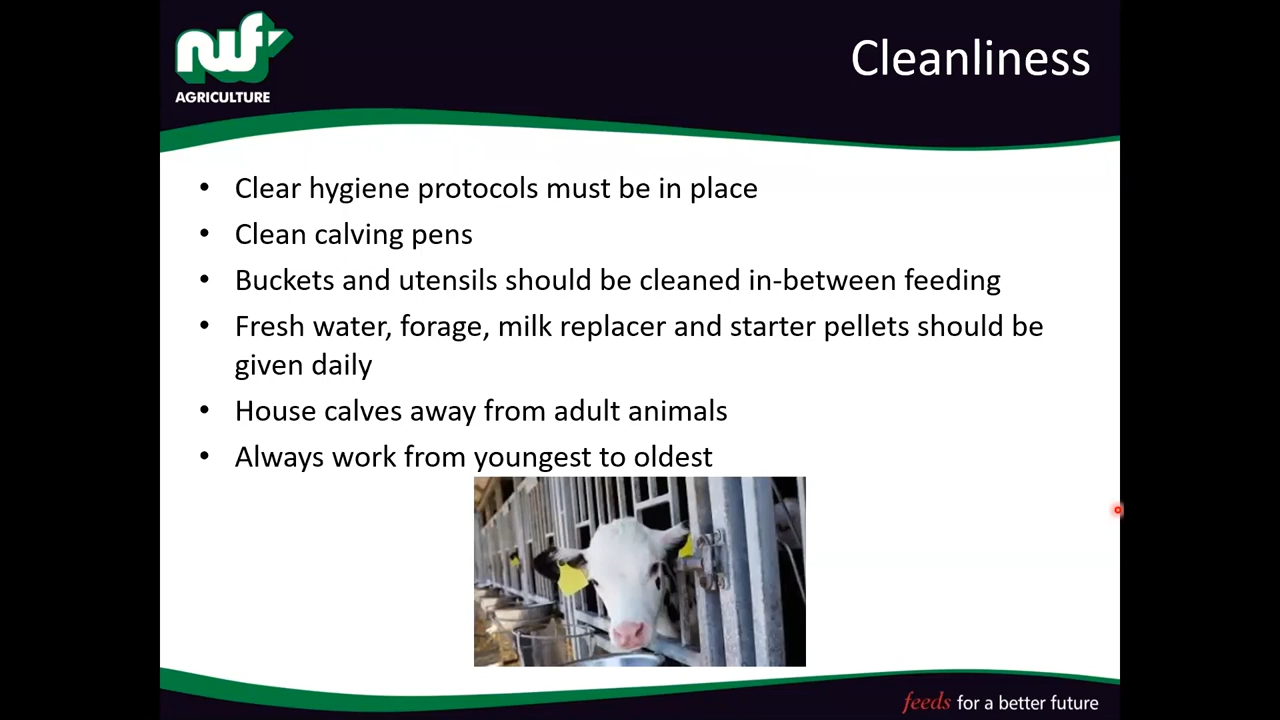 nwf
AGRICULTURE
Cleanliness
• Clear hygiene protocols must be in place
• Clean calving pens
• Buckets and utensils should be cleaned in-between feeding
• Fresh water, forage, milk replacer and starter pellets should be
given daily
• House calves away from adult animals
• Always work from youngest to oldest
feeds for a better future